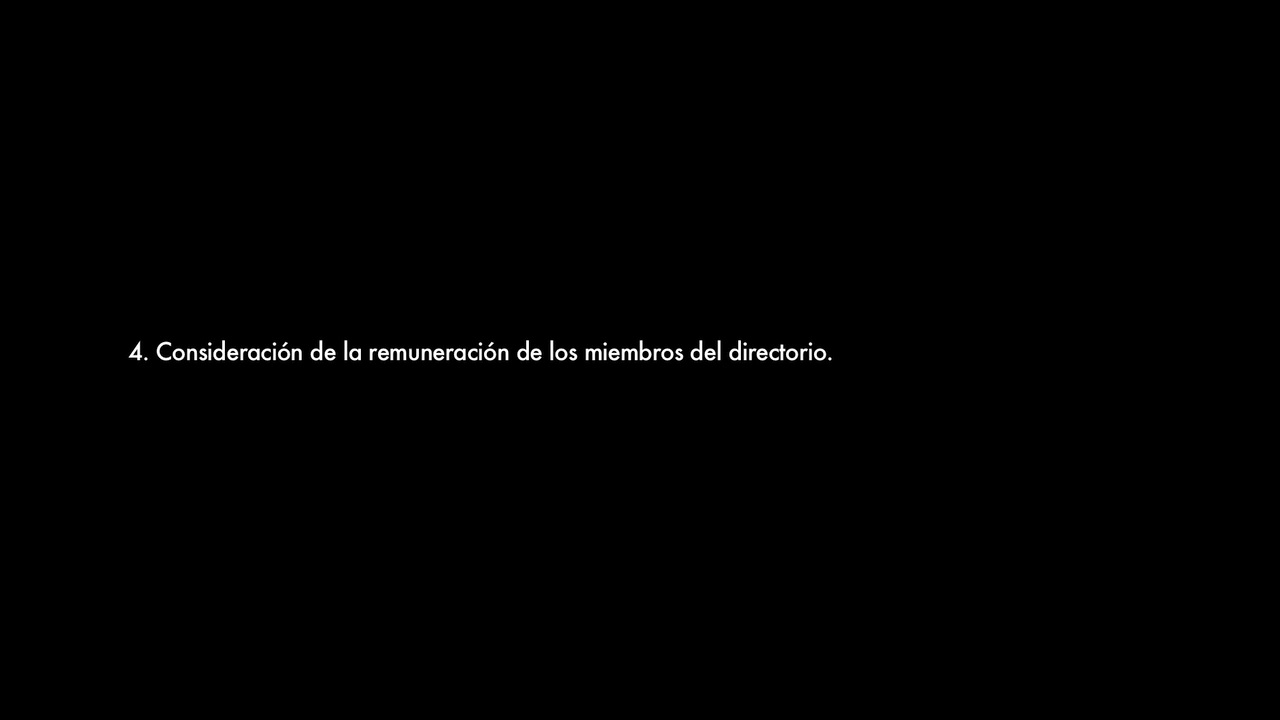 4. Consideración de la remuneración de los miembros del directorio.